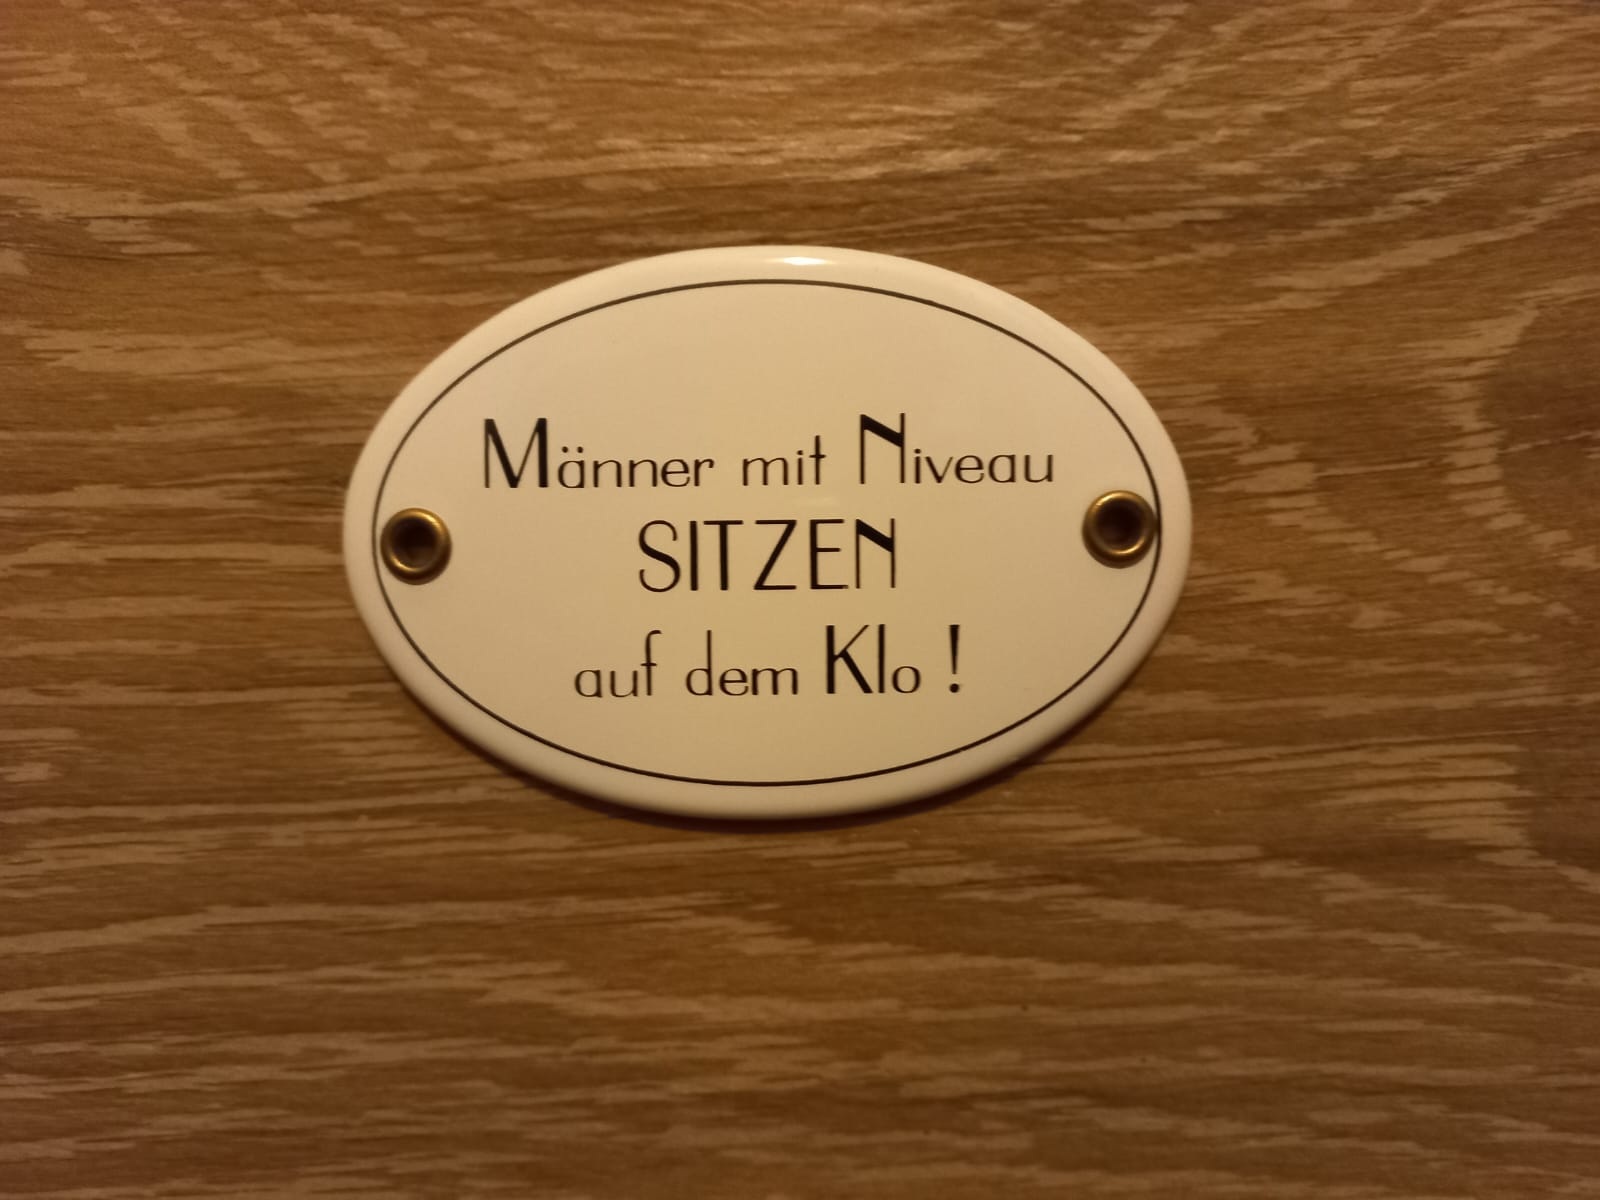 Männer mit Niveau
SITZEN
auf dem Klo !